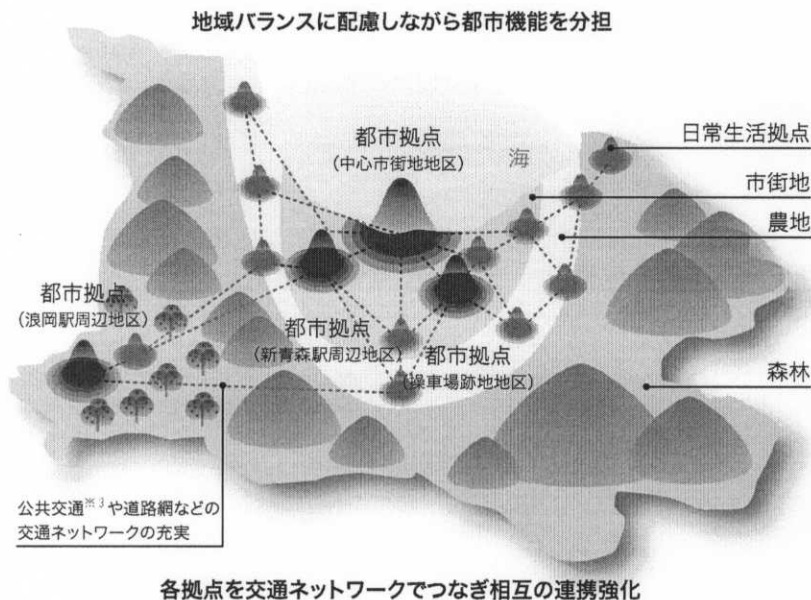 地域バランスに配慮しながら都市機能を分担
都市拠点
(中心市街地地区)
海
日常生活拠点
市街地
農地
都市拠点
(浪岡駅周辺地区)
都市拠点
(新青森駅周辺地区)
都市拠点
(操車場跡地地区)
森林
公共交通※3や道路網などの
交通ネットワークの充実
各拠点を交通ネットワークでつなぎ相互の連携強化